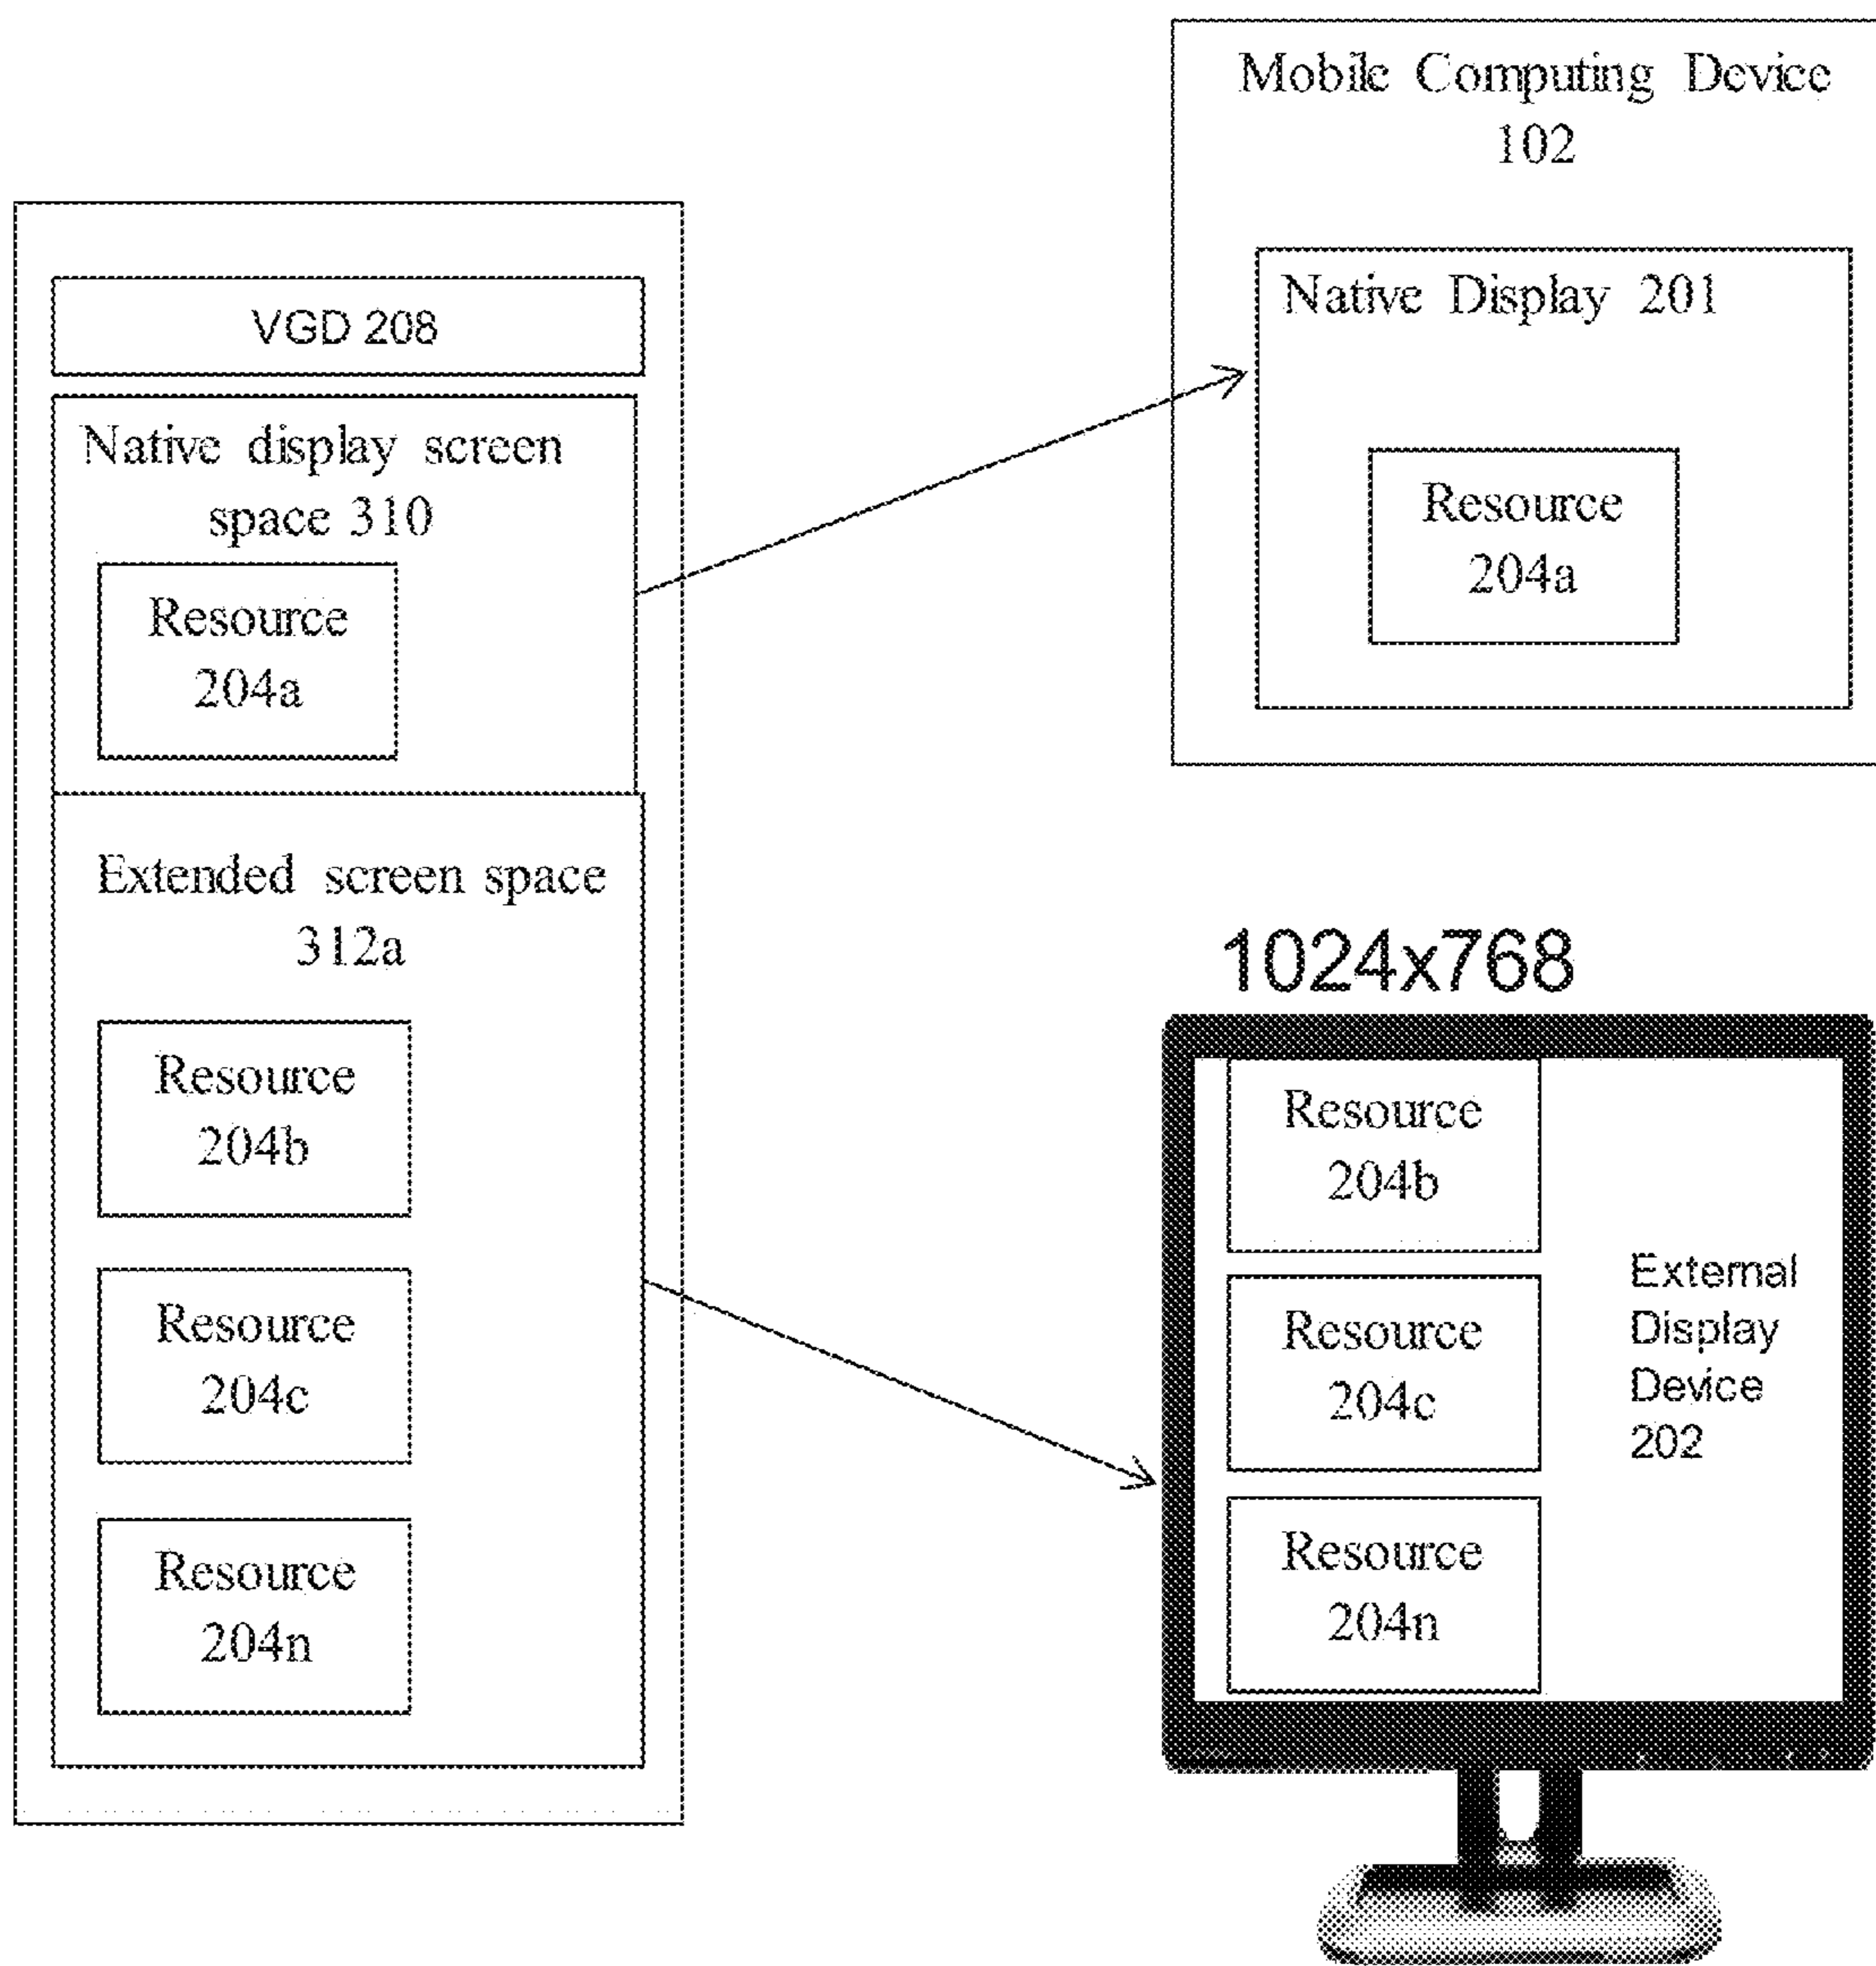 VGD 208
Native display screen
space 310
Resource
204a
Extended screen space
312a
Resource
204b
Resource
204c
Resource
204n
Mobile Computing Device
102
Native Display 201
Resource
204a
1024x768
Resource
204b
Resource
204c
Resource
204n
External
Display
Device
202